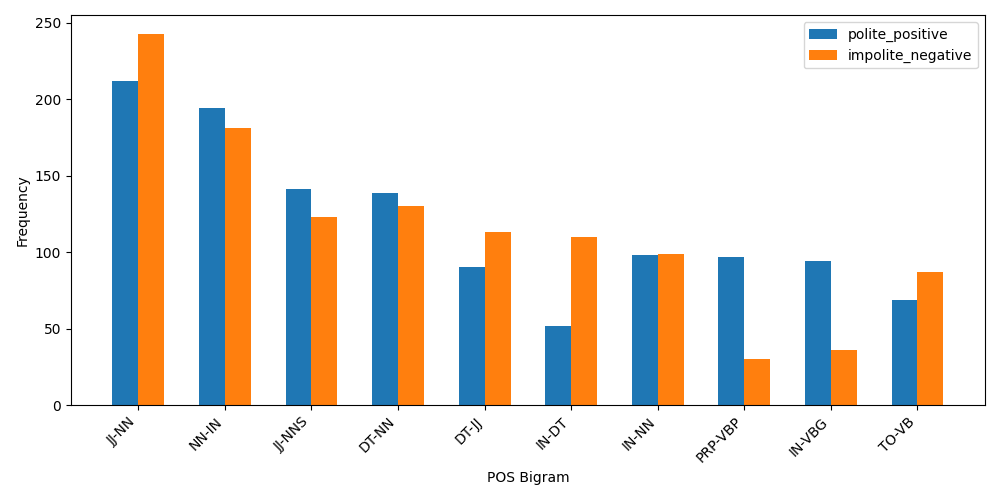 polite_positive
impolite_negative
250
200
150
100
50
0
Frequency
JJ-NN
NN-IN
JJ-NNS
DT-NN
DT-JJ
IN-DT
IN-NN
PRP-VBP
IN-VBG
TO-VB
POS Bigram